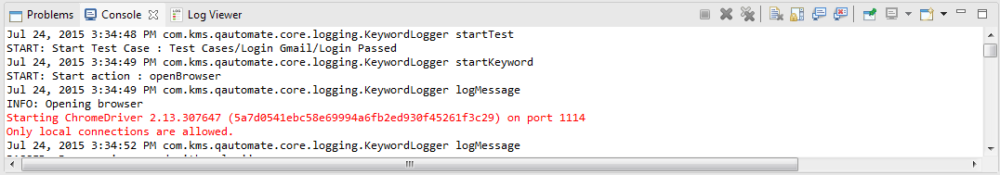 Problems Console Log Viewer
Jul 24, 2015 3:34:48 PM com.kms.qautomate.core.logging.KeywordLogger startTest
START: Start Test Case : Test Cases/Login Gmail/Login Passed
Jul 24, 2015 3:34:49 PM com.kms.qautomate.core.logging.KeywordLogger startKeyword
START: Start action : openBrowser
Jul 24, 2015 3:34:49 PM com.kms.qautomate.core.logging.KeywordLogger logMessage
INFO: Opening browser
Starting ChromeDriver 2.13.307647 (5a7d0541ebc58e69994a6fb2ed930f45261f3c29) on port 1114
Only local connections are allowed.
Jul 24, 2015 3:34:52 PM com.kms.qautomate.core.logging.KeywordLogger logMessage